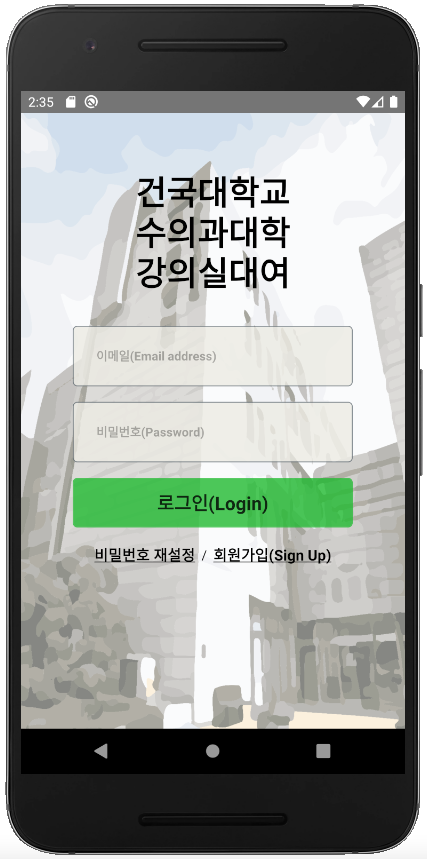 2:35
건국대학교
수의과대학
강의실대여
이메일(Email address)
비밀번호(Password)
로그인(Login)
비밀번호 재설정 / 회원가입(Sign Up)